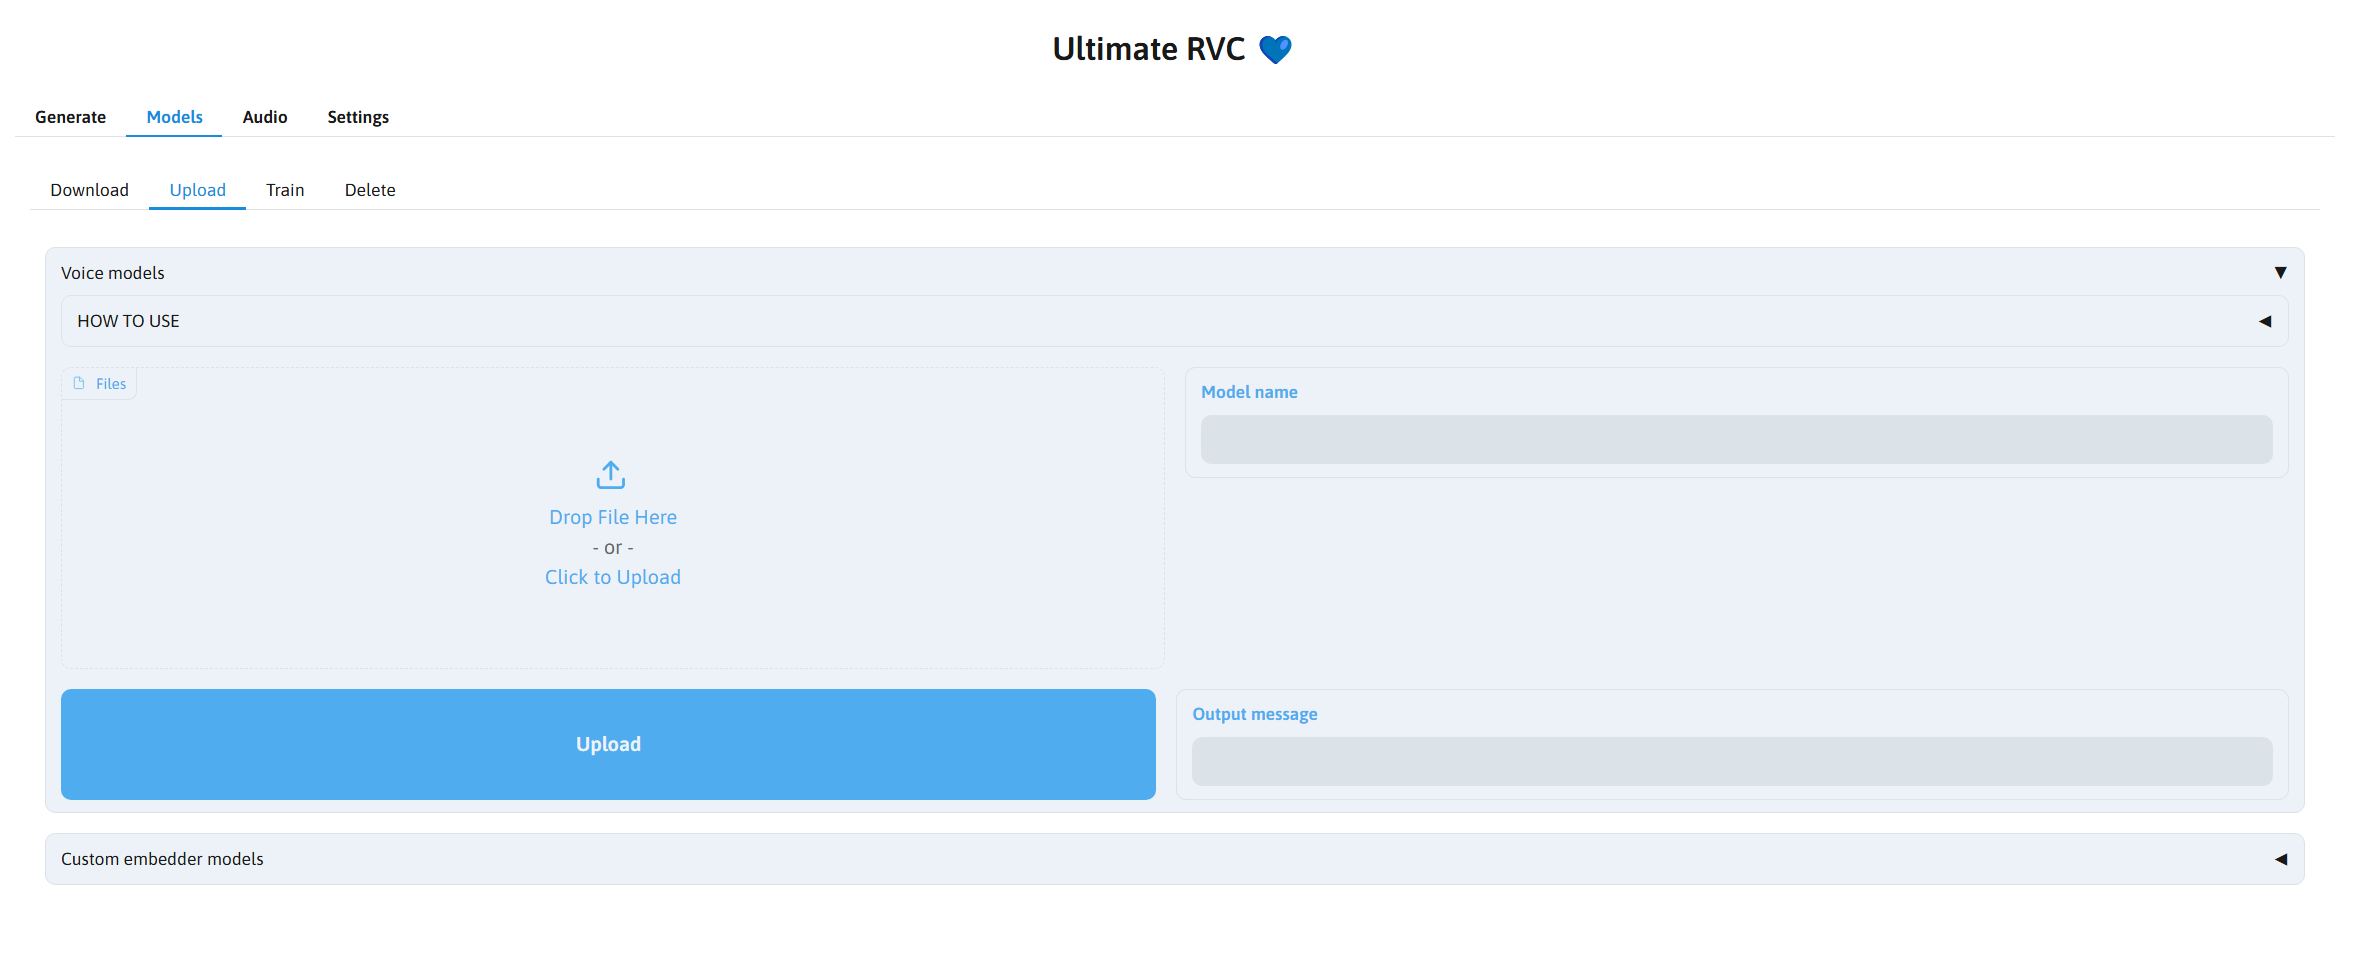 Ultimate RVC 💙
Generate Models Audio Settings
Download Upload Train Delete
Voice models
HOW TO USE
Files
Model name
Drop File Here
- or -
Click to Upload
Upload
Output message
Custom embedder models